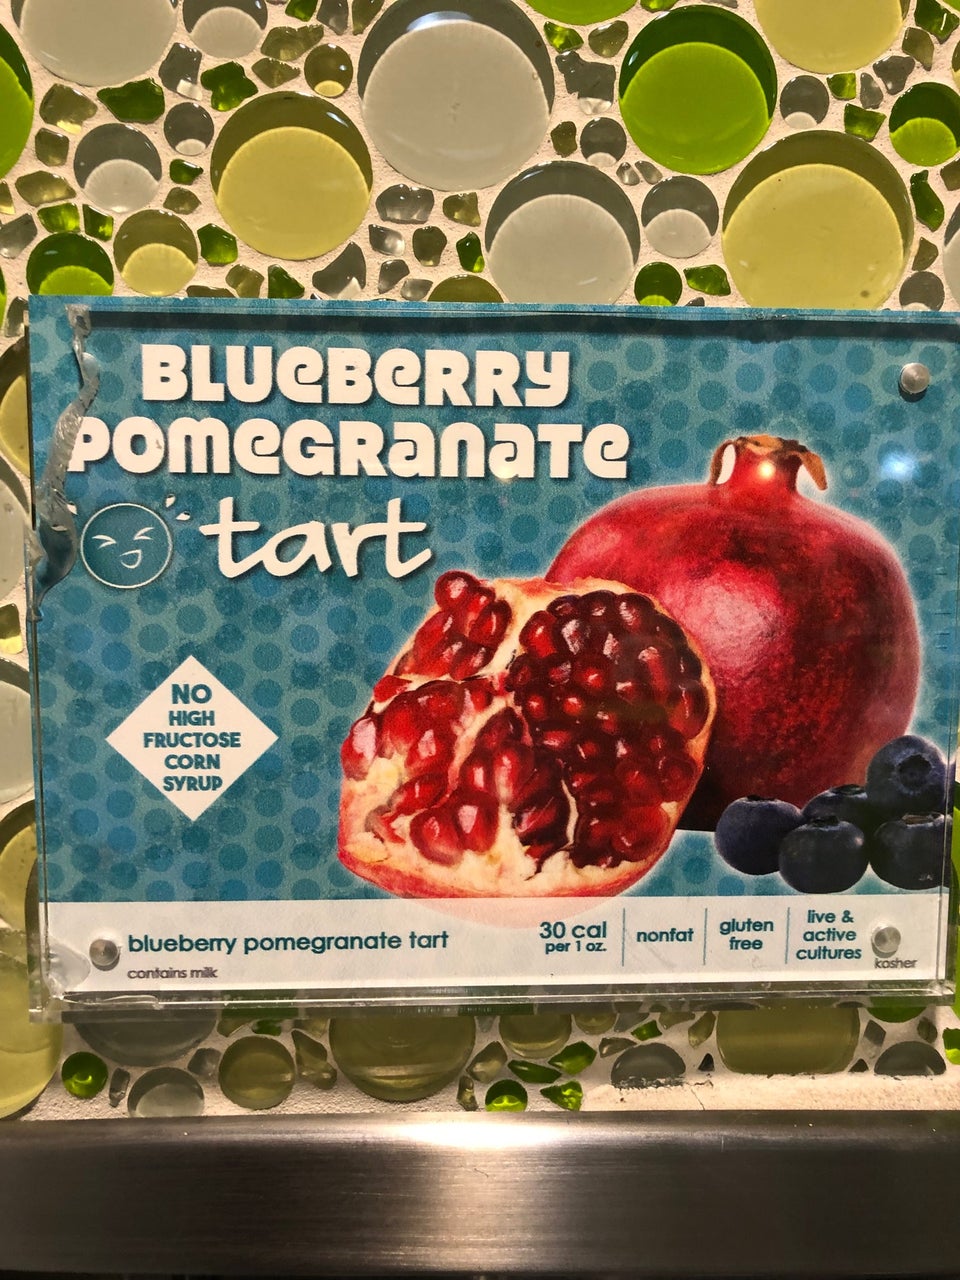 BLUEBERRY
POMEGRANATE
tart
NO
HIGH
FRUCTOSE
CORN
SYRUP
blueberry pomegranate tart
contains milk
30 cal
per 1 oz.
nonfat
gluten
free
live &
active
cultures
kosher